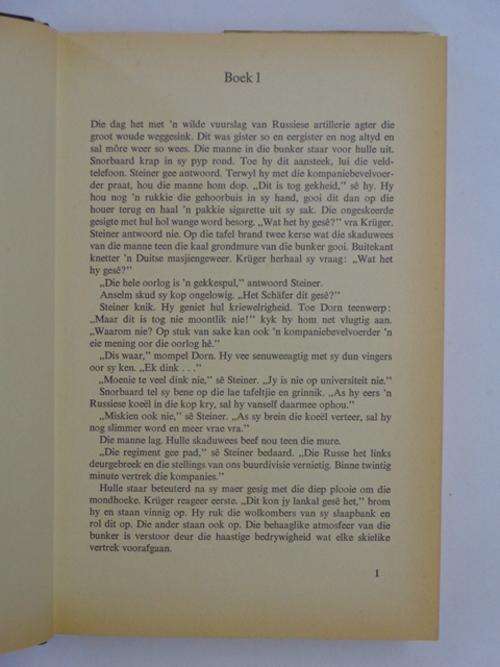 Boek 1
Die dag het met 'n wilde vuurslag van Russiese artillerie agter die
groot woude weggesink. Dit was gister so en eergister en nog altyd en
sal môre weer so wees. Die manne in die bunker staar voor hulle uit.
Snorbaard krap in sy pyp rond. Toe hy dit aansteek, lui die veld-
telefoon. Steiner gee antwoord. Terwyl hy met die kompaniebevelvoer-
der praat, hou die manne hom dop. „Dit is tog gekheid,” sê hy. Hy
hou nog 'n rukkie die gehoorbuis in sy hand, gooi dit dan op die
houer terug en haal 'n pakkie sigarette uit sy sak. Die ongeskeerde
gesigte met hul hol wange word besorg. „Wat het hy gesê?” vra Krüger.
Steiner antwoord nie. Op die tafel brand twee kerse wat die skaduwees
van die manne teen die kaal grondmure van die bunker gooi. Buitekant
knetter 'n Duitse masjiengeweer. Krüger herhaal sy vraag: „Wat het
hy gesê?”
„Die hele oorlog is 'n gekkespul,” antwoord Steiner.
Anselm skud sy kop ongelowig. „Het Schäfer dit gesê?”
Steiner knik. Hy geniet hul kriewelrigheid. Toe Dorn teenwerp:
„Maar dit is tog nie moontlik nie!” kyk hy hom net vlugtig aan.
„Waarom nie? Op stuk van sake kan ook 'n kompaniebevelvoerder 'n
eie mening oor die oorlog hê.”
„Dis waar,” mompel Dorn. Hy vee senuweeagtig met sy dun vingers
oor sy ken. „Ek dink . . .”
„Moenie te veel dink nie,” sê Steiner. „Jy is nie op universiteit nie.”
Snorbaard tel sy bene op die lae tafeltjie en grinnik. „As hy eers 'n
Russiese koeël in die kop kry, sal hy vanself daarmee ophou.”
„Miskien ook nie,” sê Steiner. „As sy brein die koeël verteer, sal hy
nog slimmer word en meer vrae vra.”
Die manne lag. Hulle skaduwees beef nou teen die mure.
„Die regiment gee pad,” sê Steiner bedaard. „Die Russe het links
deurgebreek en die stellings van ons buurdivisie vernietig. Binne twintig
minute vertrek die kompanies.”
Hulle staar beteuterd na sy maer gesig met die diep plooie om die
mondhoeke. Krüger reageer eerste. „Dit kon jy lankal gesê het,” brom
hy en staan vinnig op. Hy ruk die wolkombers van sy slaapbank en
rol dit op. Die ander staan ook op. Die behaaglike atmosfeer van die
bunker is verstoor deur die haastige bedrywigheid wat elke skielike
vertrek voorafgaan.
1